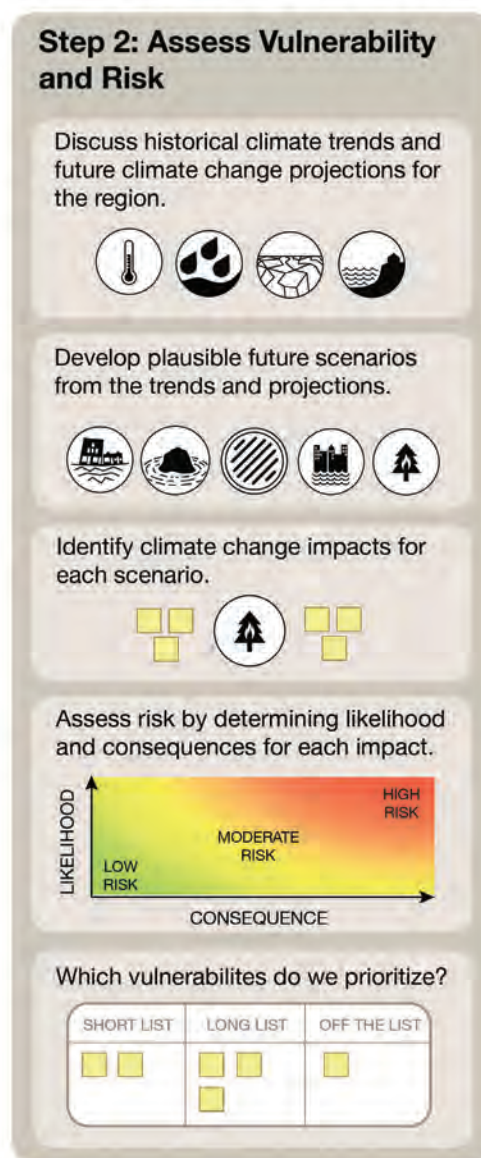 Step 2: Assess Vulnerability
and Risk
Discuss historical climate trends and
future climate change projections for
the region.
Develop plausible future scenarios
from the trends and projections.
Identify climate change impacts for
each scenario.
Assess risk by determining likelihood
and consequences for each impact.
LIKELIHOOD
HIGH
RISK
MODERATE
RISK
LOW
RISK
CONSEQUENCE
Which vulnerabilites do we prioritize?
SHORT LIST
LONG LIST
OFF THE LIST